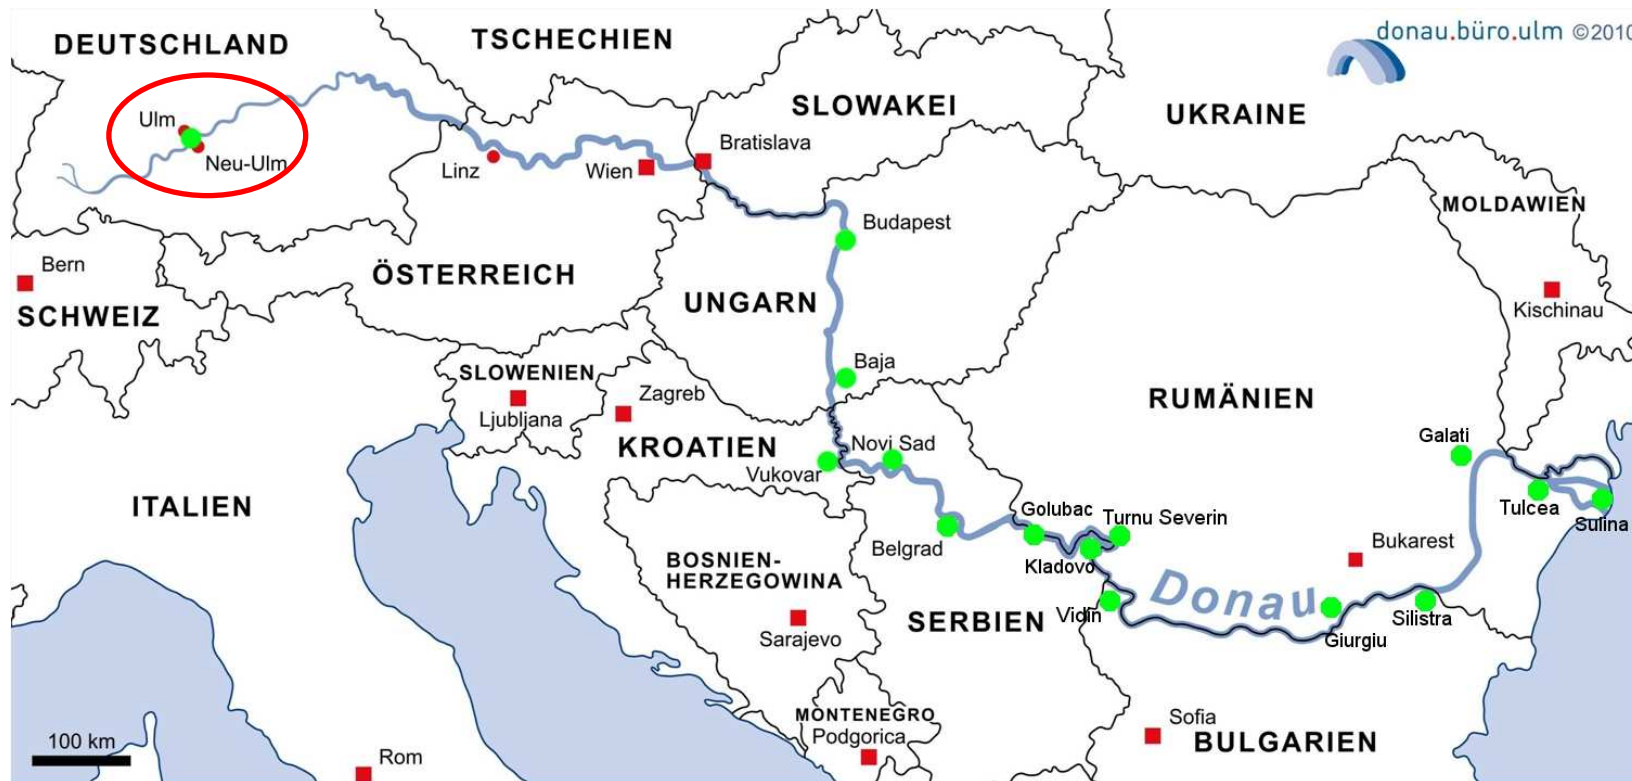 DEUTSCHLAND
TSCHECHIEN
donau.büro.ulm ©2010
SLOWAKEI
UKRAINE
Ulm
Neu-Ulm
Linz
Wien
Bratislava
MOLDAWIEN
Budapest
Bern
ÖSTERREICH
UNGARN
SCHWEIZ
Kischinau
Baja
SLOWENIEN
Ljubljana
Zagreb
RUMÄNIEN
KROATIEN
Novi Sad
Vukovar
Galati
ITALIEN
Golubac
Turnu Severin
Tulcea
Sulina
Belgrad
Kladovo
Bukarest
BOSNIEN-
HERZEGOWINA
Donau
Vidin
SERBIEN
Silistra
Giurgiu
Sarajevo
MONTENEGRO
Podgorica
Sofia
BULGARIEN
100 km
Rom